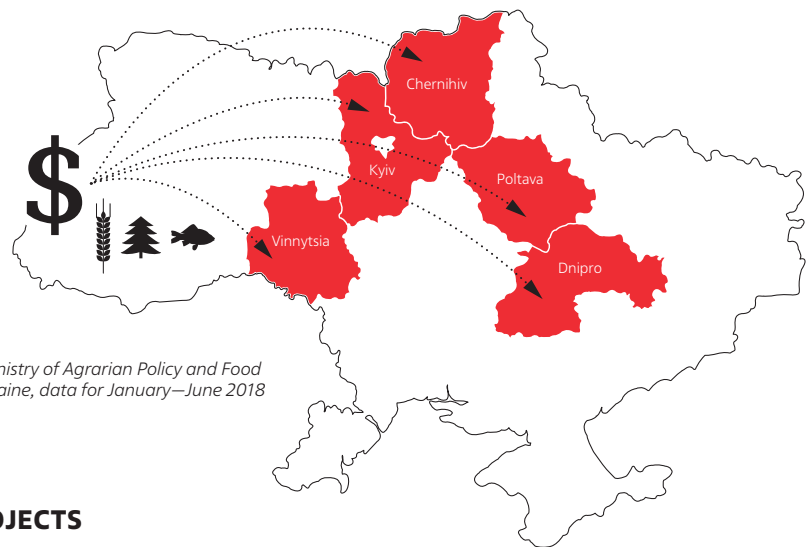 Chernihiv
$
Kyiv
Poltava
Vinnytsia
Dnipro
nistry of Agrarian Policy and Food
aine, data for January—June 2018
OJECTS